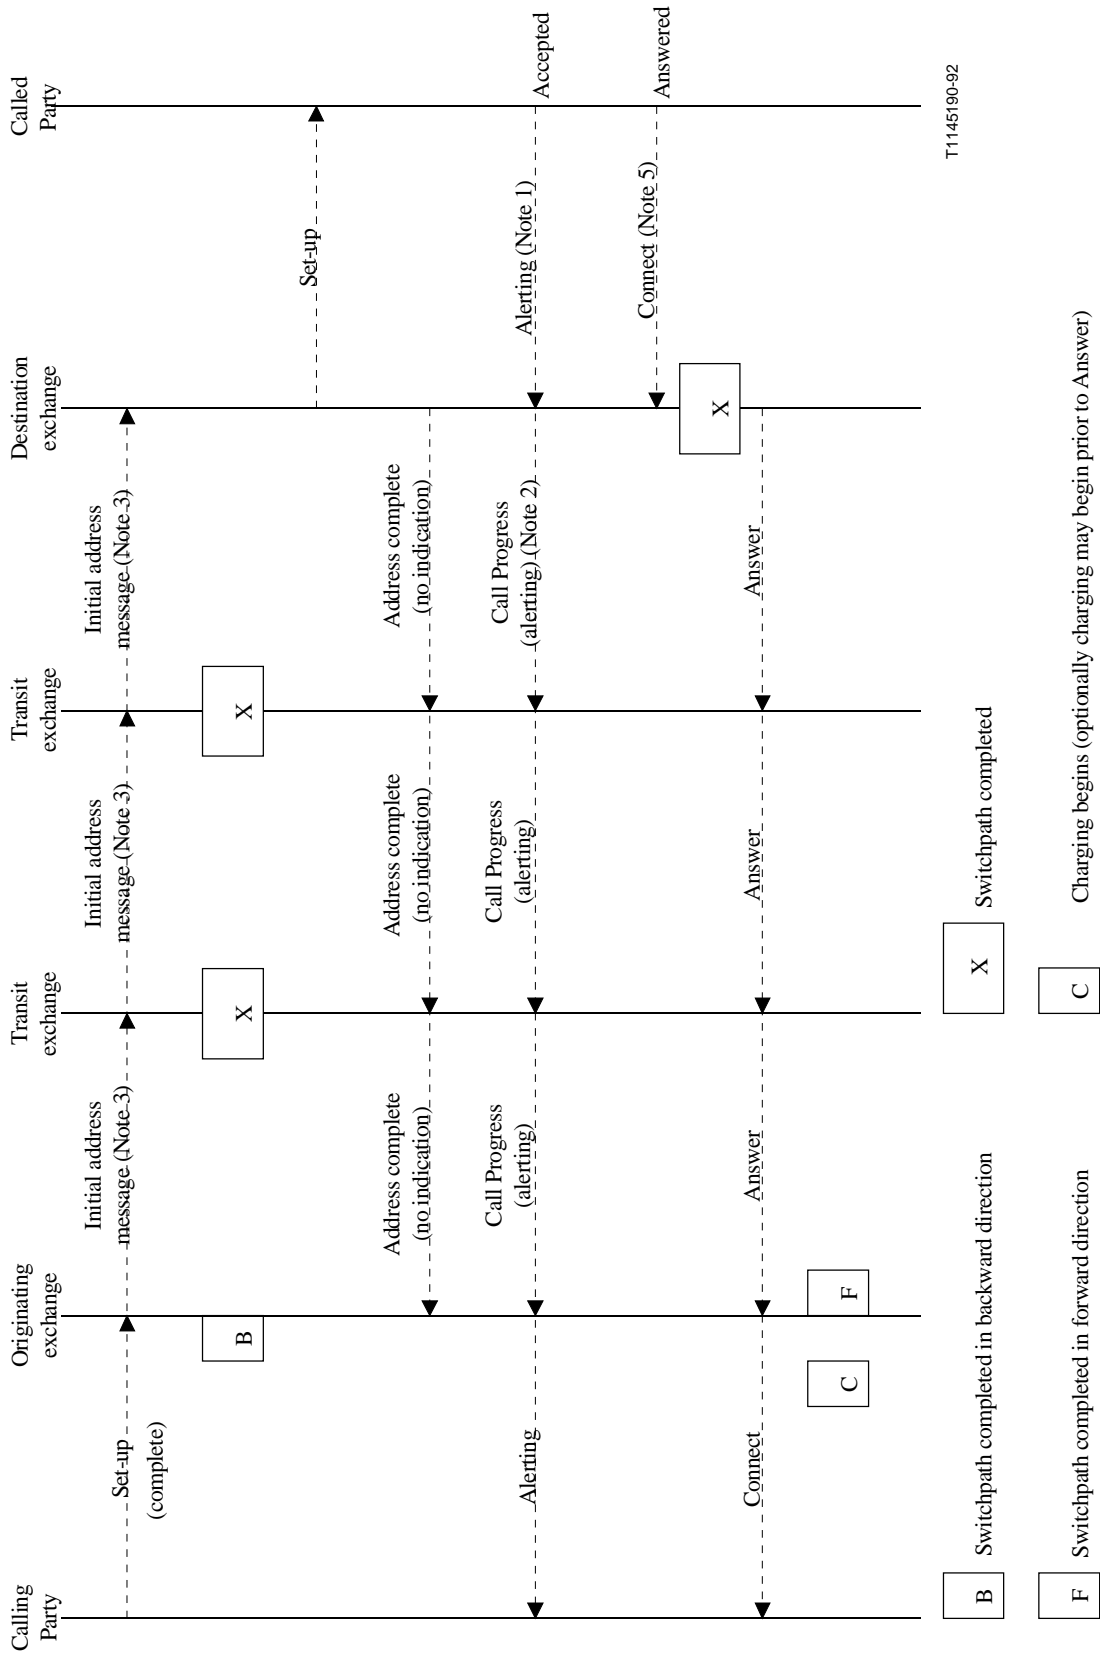 Calling
Party
Originating
exchange
Transit
exchange
Transit
exchange
Destination
exchange
Called
Party
Set-up
(complete)
Initial address
message (Note 3)
Initial address
message (Note 3)
Initial address
message (Note 3)
B
X
X
Set-up
Address complete
(no indication)
Address complete
(no indication)
Address complete
(no indication)
Alerting
Call Progress
(alerting)
Call Progress
(alerting)
Call Progress
(alerting) (Note 2)
Alerting (Note 1)
Accepted
Connect (Note 5)
Answered
X
Connect
Answer
Answer
Answer
C
F
T1145190-92
B
Switchpath completed in backward direction
X
Switchpath completed
F
Switchpath completed in forward direction
C
Charging begins (optionally charging may begin prior to Answer)